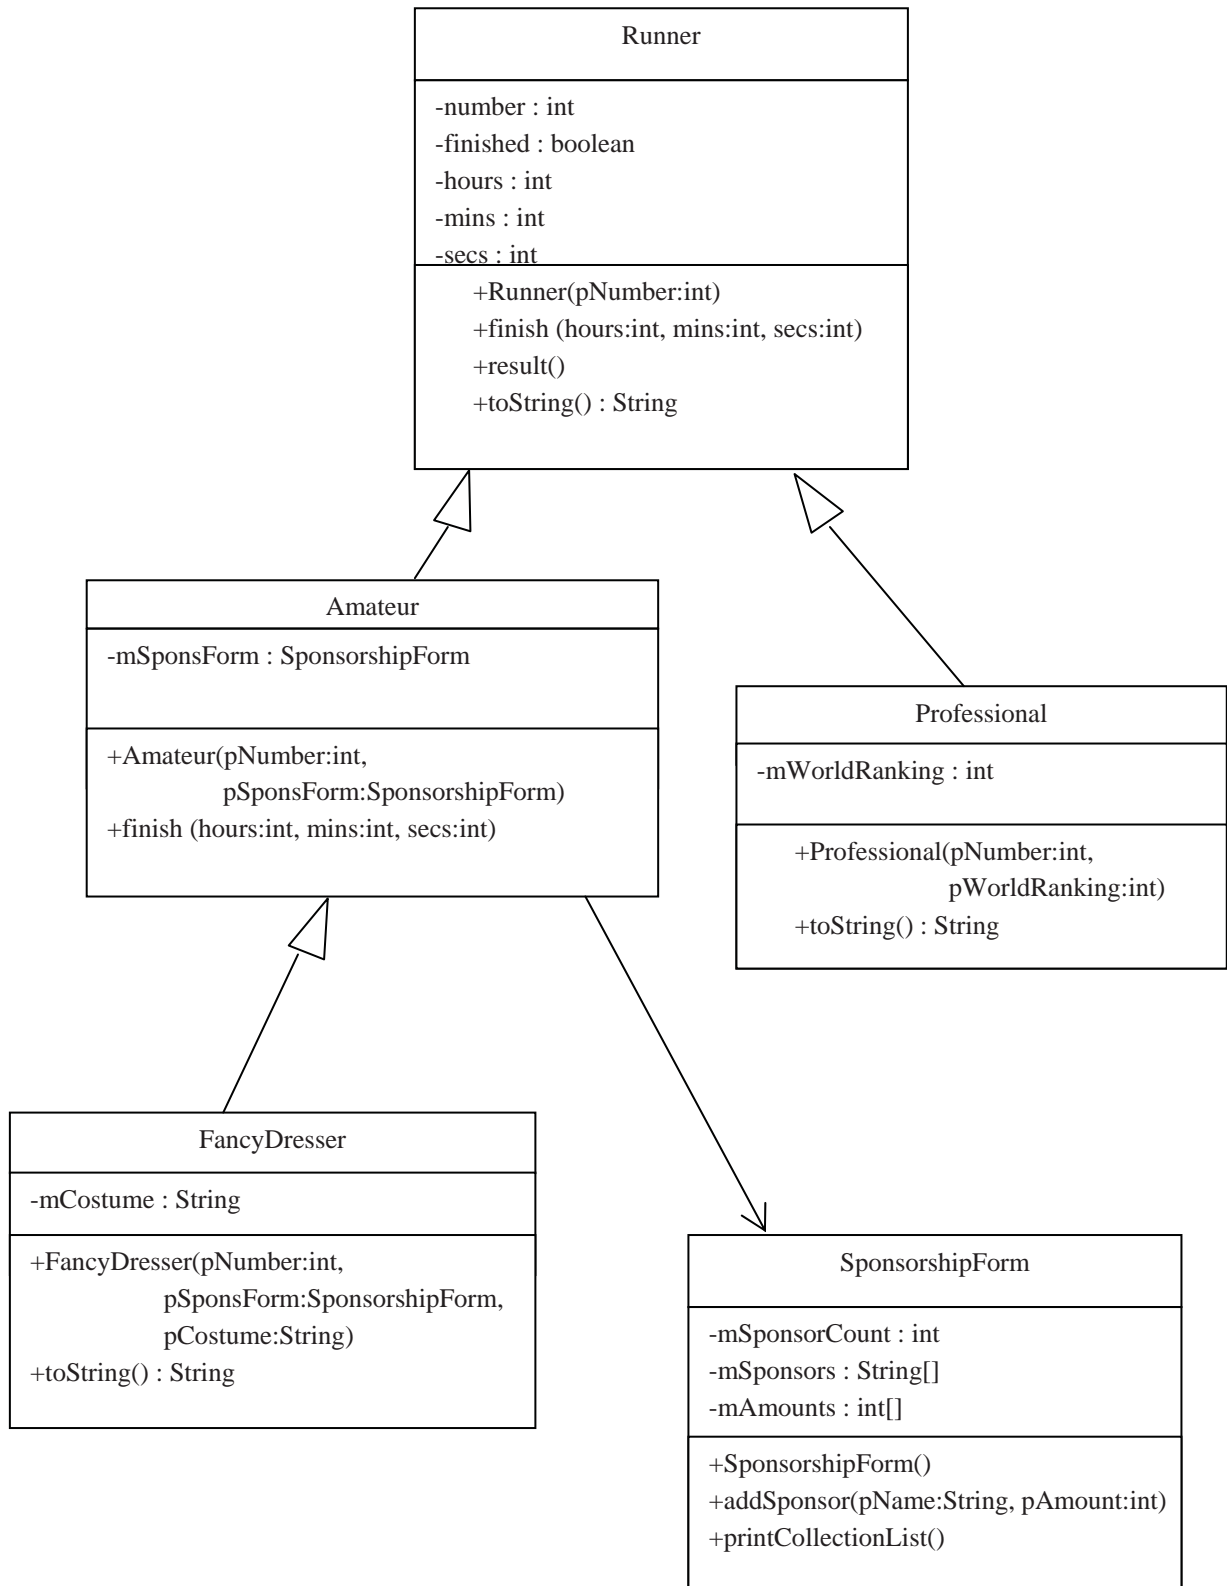 Runner
-number : int
-finished : boolean
-hours : int
-mins : int
-secs : int
+Runner(pNumber:int)
+finish (hours:int, mins:int, secs:int)
+result()
+toString() : String
Amateur
-mSponsForm : SponsorshipForm
+Amateur(pNumber:int,
pSponsForm:SponsorshipForm)
+finish (hours:int, mins:int, secs:int)
Professional
-mWorldRanking : int
+Professional(pNumber:int,
pWorldRanking:int)
+toString() : String
FancyDresser
-mCostume : String
+FancyDresser(pNumber:int,
pSponsForm:SponsorshipForm,
pCostume:String)
+toString() : String
SponsorshipForm
-mSponsorCount : int
-mSponsors : String[]
-mAmounts : int[]
+SponsorshipForm()
+addSponsor(pName:String, pAmount:int)
+printCollectionList()